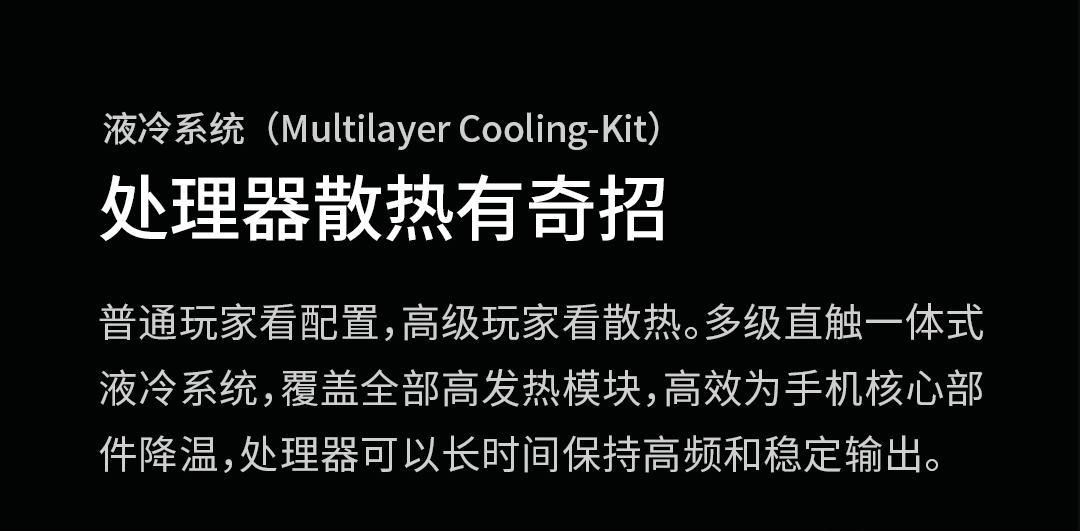 液冷系统（Multilayer Cooling-Kit）
处理器散热有奇招
普通玩家看配置，高级玩家看散热。多级直触一体式
液冷系统，覆盖全部高发热模块，高效为手机核心部
件降温，处理器可以长时间保持高频和稳定输出。